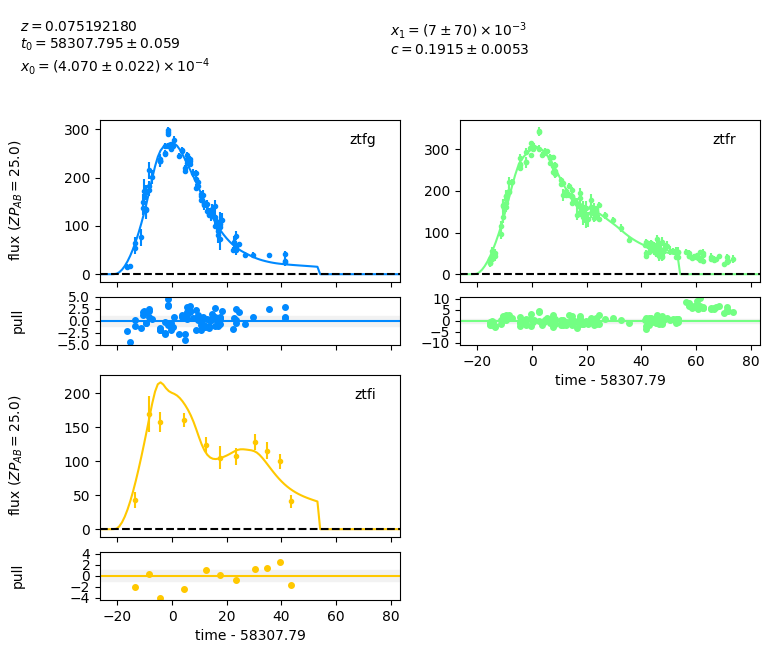 z = 0.075192180
t₀ = 58307.795 ± 0.059
x₀ = (4.070 ± 0.022) × 10⁻⁴
x₁ = (7 ± 70) × 10⁻³
c = 0.1915 ± 0.0053
flux (ZP_AB = 25.0)
300
200
100
0
ztfg
300
200
100
0
ztfr
pull
5.0
2.5
0.0
−2.5
−5.0
10
5
0
−5
−10
−20 0 20 40 60 80
time - 58307.79
flux (ZP_AB = 25.0)
200
150
100
50
0
ztfi
pull
4
2
0
−2
−4
−20 0 20 40 60 80
time - 58307.79